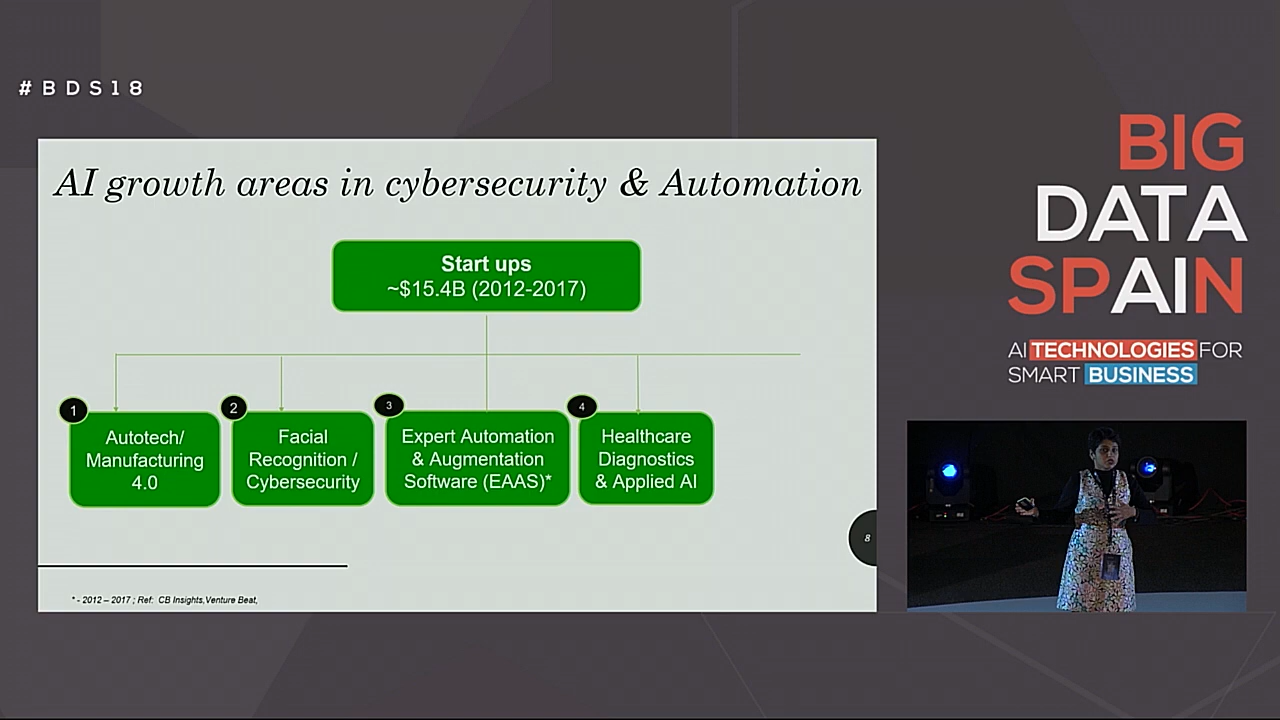 #BDS18
AI growth areas in cybersecurity & Automation
Start ups
~$15.4B (2012-2017)
1
Autotech/
Manufacturing
4.0
2
Facial
Recognition /
Cybersecurity
3
Expert Automation
& Augmentation
Software (EAAS)*
4
Healthcare
Diagnostics
& Applied AI
8
* - 2012 – 2017 ; Ref: CB Insights,Venture Beat,
BIG
DATA
SPAIN
AI TECHNOLOGIES FOR
SMART BUSINESS